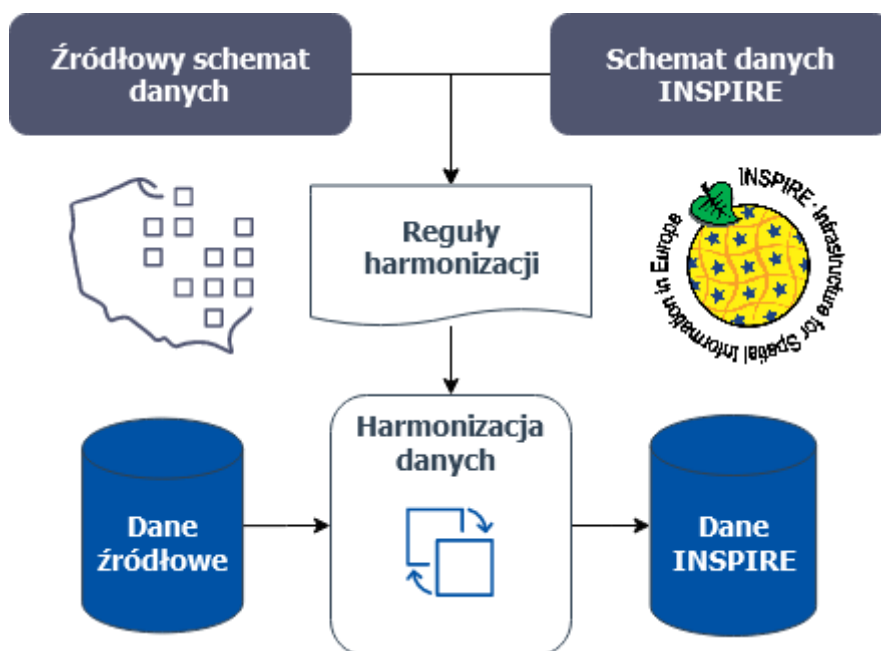 Źródłowy schemat
danych
Schemat danych
INSPIRE
Reguły
harmonizacji
INSPIRE · Infrastructure for Spatial Information in Europe
Harmonizacja
danych
Dane
źródłowe
Dane
INSPIRE